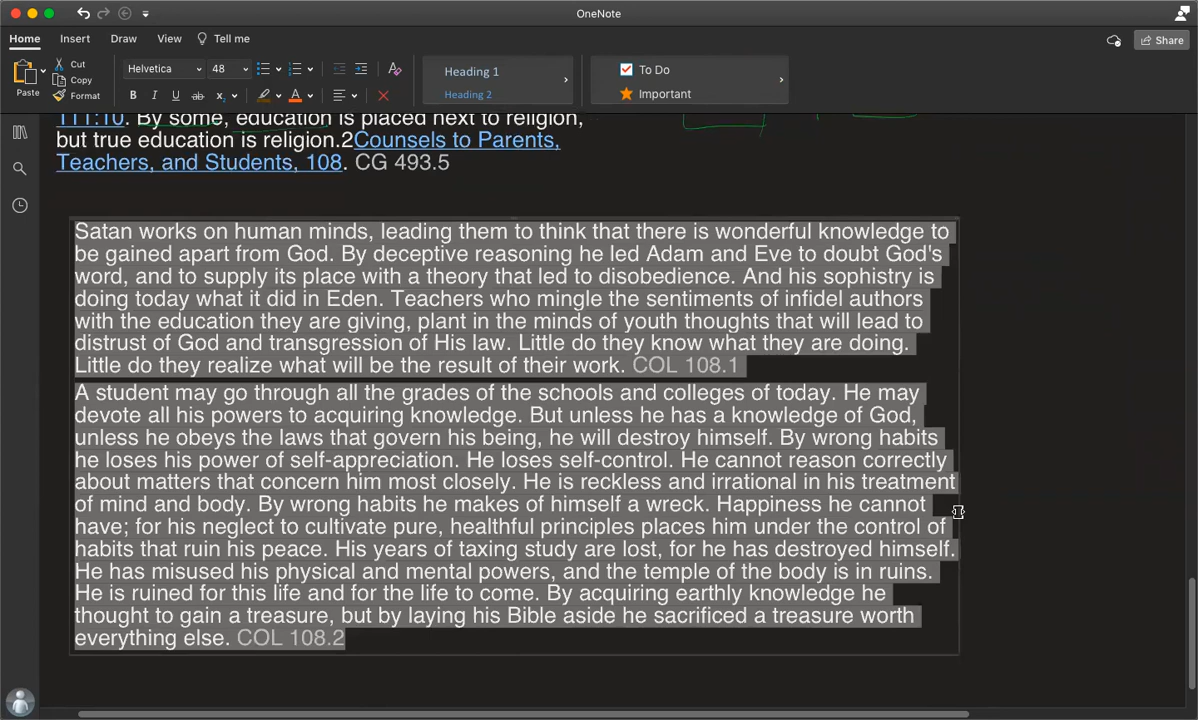 OneNote
Home Insert Draw View Tell me
Share
Paste
Cut
Copy
Format
Helvetica 48
B I U ab x₂ A
Heading 1
Heading 2
To Do
Important
111:10. By some, education is placed next to religion,
but true education is religion.2Counsels to Parents,
Teachers, and Students, 108. CG 493.5
Satan works on human minds, leading them to think that there is wonderful knowledge to
be gained apart from God. By deceptive reasoning he led Adam and Eve to doubt God's
word, and to supply its place with a theory that led to disobedience. And his sophistry is
doing today what it did in Eden. Teachers who mingle the sentiments of infidel authors
with the education they are giving, plant in the minds of youth thoughts that will lead to
distrust of God and transgression of His law. Little do they know what they are doing.
Little do they realize what will be the result of their work. COL 108.1
A student may go through all the grades of the schools and colleges of today. He may
devote all his powers to acquiring knowledge. But unless he has a knowledge of God,
unless he obeys the laws that govern his being, he will destroy himself. By wrong habits
he loses his power of self-appreciation. He loses self-control. He cannot reason correctly
about matters that concern him most closely. He is reckless and irrational in his treatment
of mind and body. By wrong habits he makes of himself a wreck. Happiness he cannot
have; for his neglect to cultivate pure, healthful principles places him under the control of
habits that ruin his peace. His years of taxing study are lost, for he has destroyed himself.
He has misused his physical and mental powers, and the temple of the body is in ruins.
He is ruined for this life and for the life to come. By acquiring earthly knowledge he
thought to gain a treasure, but by laying his Bible aside he sacrificed a treasure worth
everything else. COL 108.2